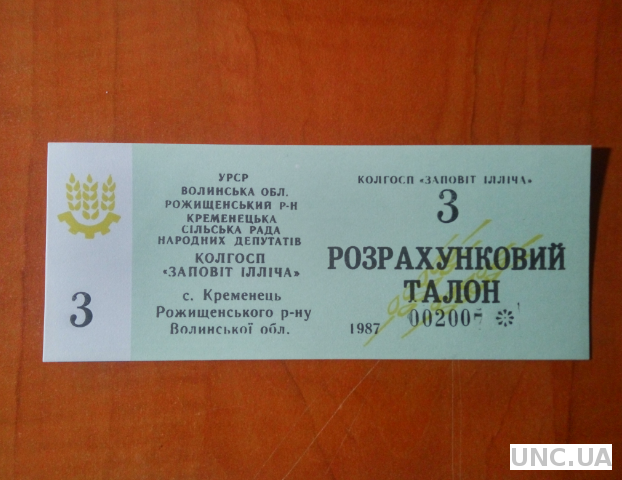 3
УРСР
ВОЛИНСЬКА ОБЛ.
РОЖИЩЕНСЬКИЙ Р-Н
КРЕМЕНЕЦЬКА
СІЛЬСЬКА РАДА
НАРОДНИХ ДЕПУТАТІВ
КОЛГОСП
«ЗАПОВІТ ІЛЛІЧА»
с. Кременець
Рожищенського р-ну
Волинської обл.
КОЛГОСП «ЗАПОВІТ ІЛЛІЧА»
3
РОЗРАХУНКОВИЙ
ТАЛОН
1987
UNC.UA